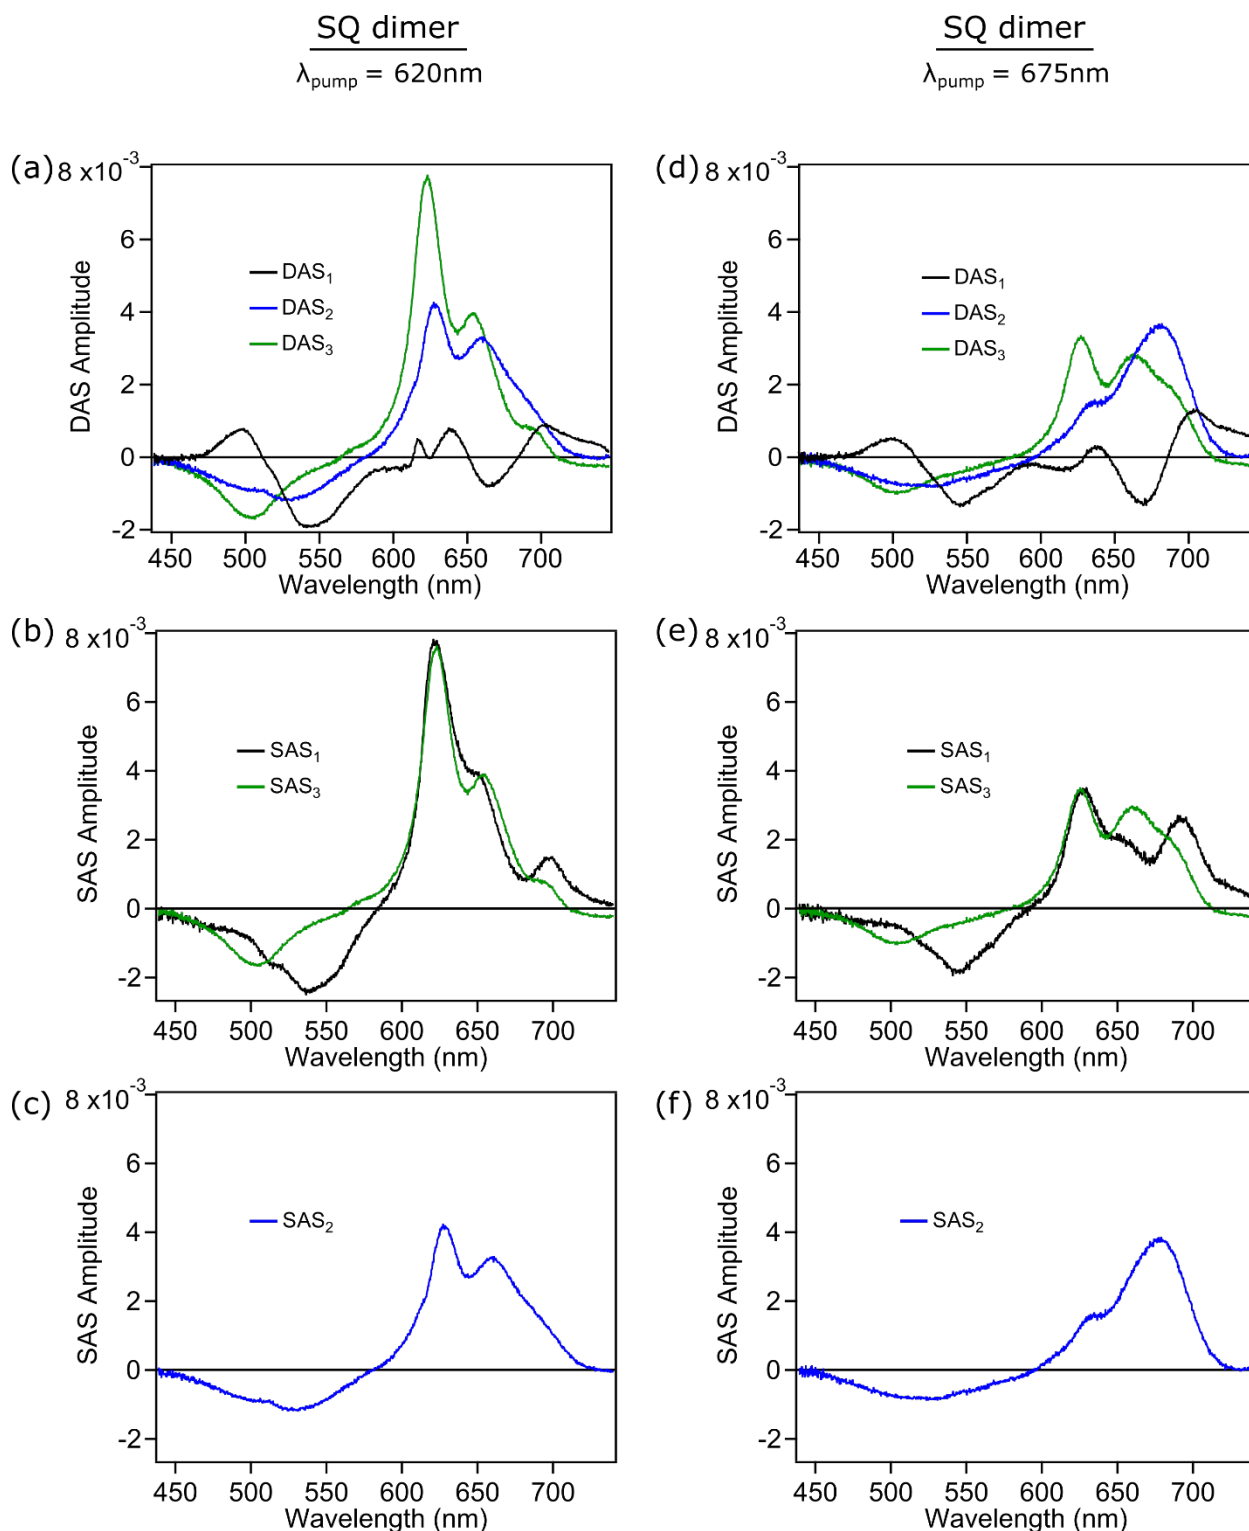 SQ dimer
λpump = 620nm
SQ dimer
λpump = 675nm
(a)
8 x10-3
6
4
2
0
-2
DAS Amplitude
DAS1
DAS2
DAS3
450 500 550 600 650 700
Wavelength (nm)
(d)
8 x10-3
6
4
2
0
-2
DAS Amplitude
DAS1
DAS2
DAS3
450 500 550 600 650 700
Wavelength (nm)
(b)
8 x10-3
6
4
2
0
-2
SAS Amplitude
SAS1
SAS3
450 500 550 600 650 700
Wavelength (nm)
(e)
8 x10-3
6
4
2
0
-2
SAS Amplitude
SAS1
SAS3
450 500 550 600 650 700
Wavelength (nm)
(c)
8 x10-3
6
4
2
0
-2
SAS Amplitude
SAS2
450 500 550 600 650 700
Wavelength (nm)
(f)
8 x10-3
6
4
2
0
-2
SAS Amplitude
SAS2
450 500 550 600 650 700
Wavelength (nm)